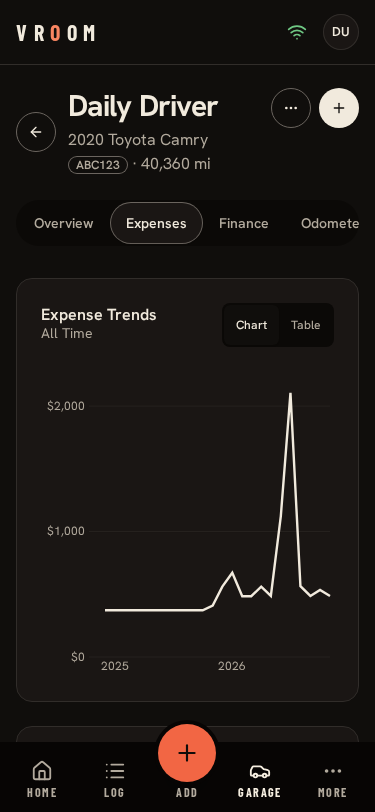 VROOM
DU
Daily Driver
2020 Toyota Camry
ABC123 · 40,360 mi
Overview Expenses Finance Odomete
Expense Trends
All Time
Chart Table
$2,000
$1,000
$0
2025 2026
HOME LOG ADD GARAGE MORE